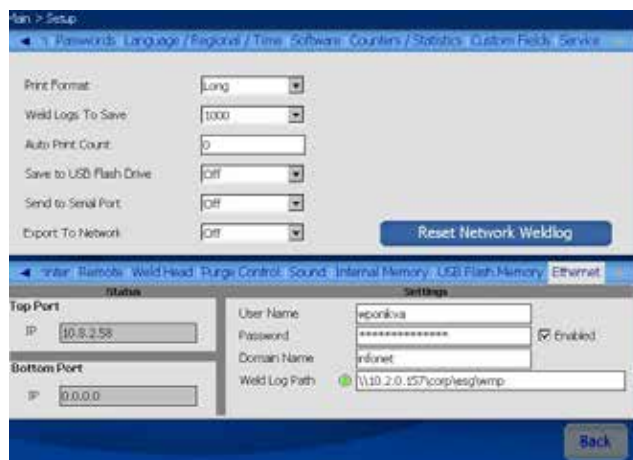 Main > Setup
Passwords Language / Regional / Time Software Counters / Statistics Custom Fields Service
Print Format Long
Weld Logs To Save 1000
Auto Print Count 0
Save to USB Flash Drive Off
Send to Serial Port Off
Export To Network Off
Reset Network Weldlog
Remote Weld Head Purge Control Sound Internal Memory USB Flash Memory Ethernet
Status Settings
Top Port
IP 10.8.2.58
Bottom Port
IP 0.0.0.0
User Name wponikva
Password ***************
Enabled
Domain Name infonet
Weld Log Path \\10.2.0.157\corp\esg\wmp
Back